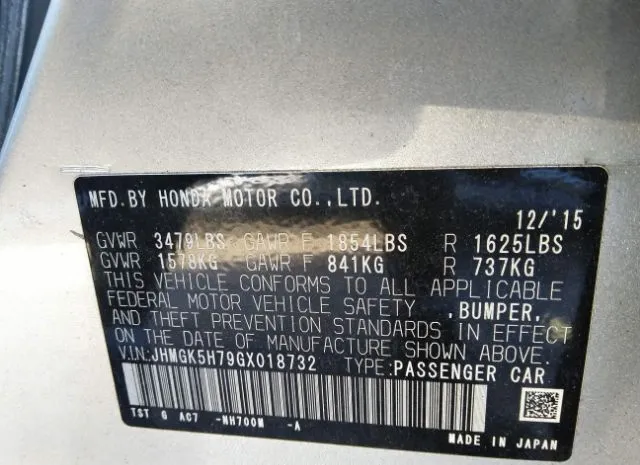 MFD.BY HONDA MOTOR CO.,LTD.
12/'15
GVWR 3479LBS GAWR F 1854LBS R 1625LBS
GVWR 1578KG GAWR F 841KG R 737KG
THIS VEHICLE CONFORMS TO ALL APPLICABLE
FEDERAL MOTOR VEHICLE SAFETY ,BUMPER,
AND THEFT PREVENTION STANDARDS IN EFFECT
ON THE DATE OF MANUFACTURE SHOWN ABOVE.
V.I.N:JHMGK5H79GX018732 TYPE:PASSENGER CAR
TST G AC7 -NH700M -A
MADE IN JAPAN